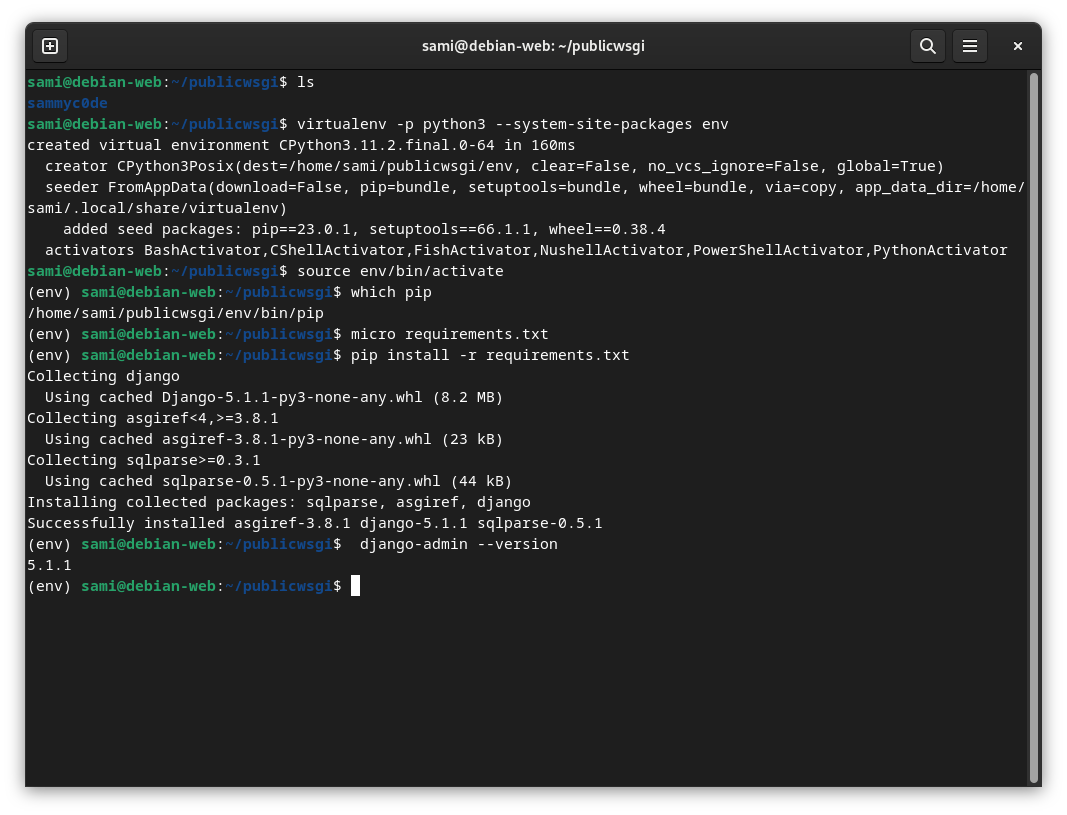 sami@debian-web: ~/publicwsgi
sami@debian-web:~/publicwsgi$ ls
sammyc0de
sami@debian-web:~/publicwsgi$ virtualenv -p python3 --system-site-packages env
created virtual environment CPython3.11.2.final.0-64 in 160ms
  creator CPython3Posix(dest=/home/sami/publicwsgi/env, clear=False, no_vcs_ignore=False, global=True)
  seeder FromAppData(download=False, pip=bundle, setuptools=bundle, wheel=bundle, via=copy, app_data_dir=/home/
sami/.local/share/virtualenv)
    added seed packages: pip==23.0.1, setuptools==66.1.1, wheel==0.38.4
  activators BashActivator,CShellActivator,FishActivator,NushellActivator,PowerShellActivator,PythonActivator
sami@debian-web:~/publicwsgi$ source env/bin/activate
(env) sami@debian-web:~/publicwsgi$ which pip
/home/sami/publicwsgi/env/bin/pip
(env) sami@debian-web:~/publicwsgi$ micro requirements.txt
(env) sami@debian-web:~/publicwsgi$ pip install -r requirements.txt
Collecting django
  Using cached Django-5.1.1-py3-none-any.whl (8.2 MB)
Collecting asgiref<4,>=3.8.1
  Using cached asgiref-3.8.1-py3-none-any.whl (23 kB)
Collecting sqlparse>=0.3.1
  Using cached sqlparse-0.5.1-py3-none-any.whl (44 kB)
Installing collected packages: sqlparse, asgiref, django
Successfully installed asgiref-3.8.1 django-5.1.1 sqlparse-0.5.1
(env) sami@debian-web:~/publicwsgi$  django-admin --version
5.1.1
(env) sami@debian-web:~/publicwsgi$